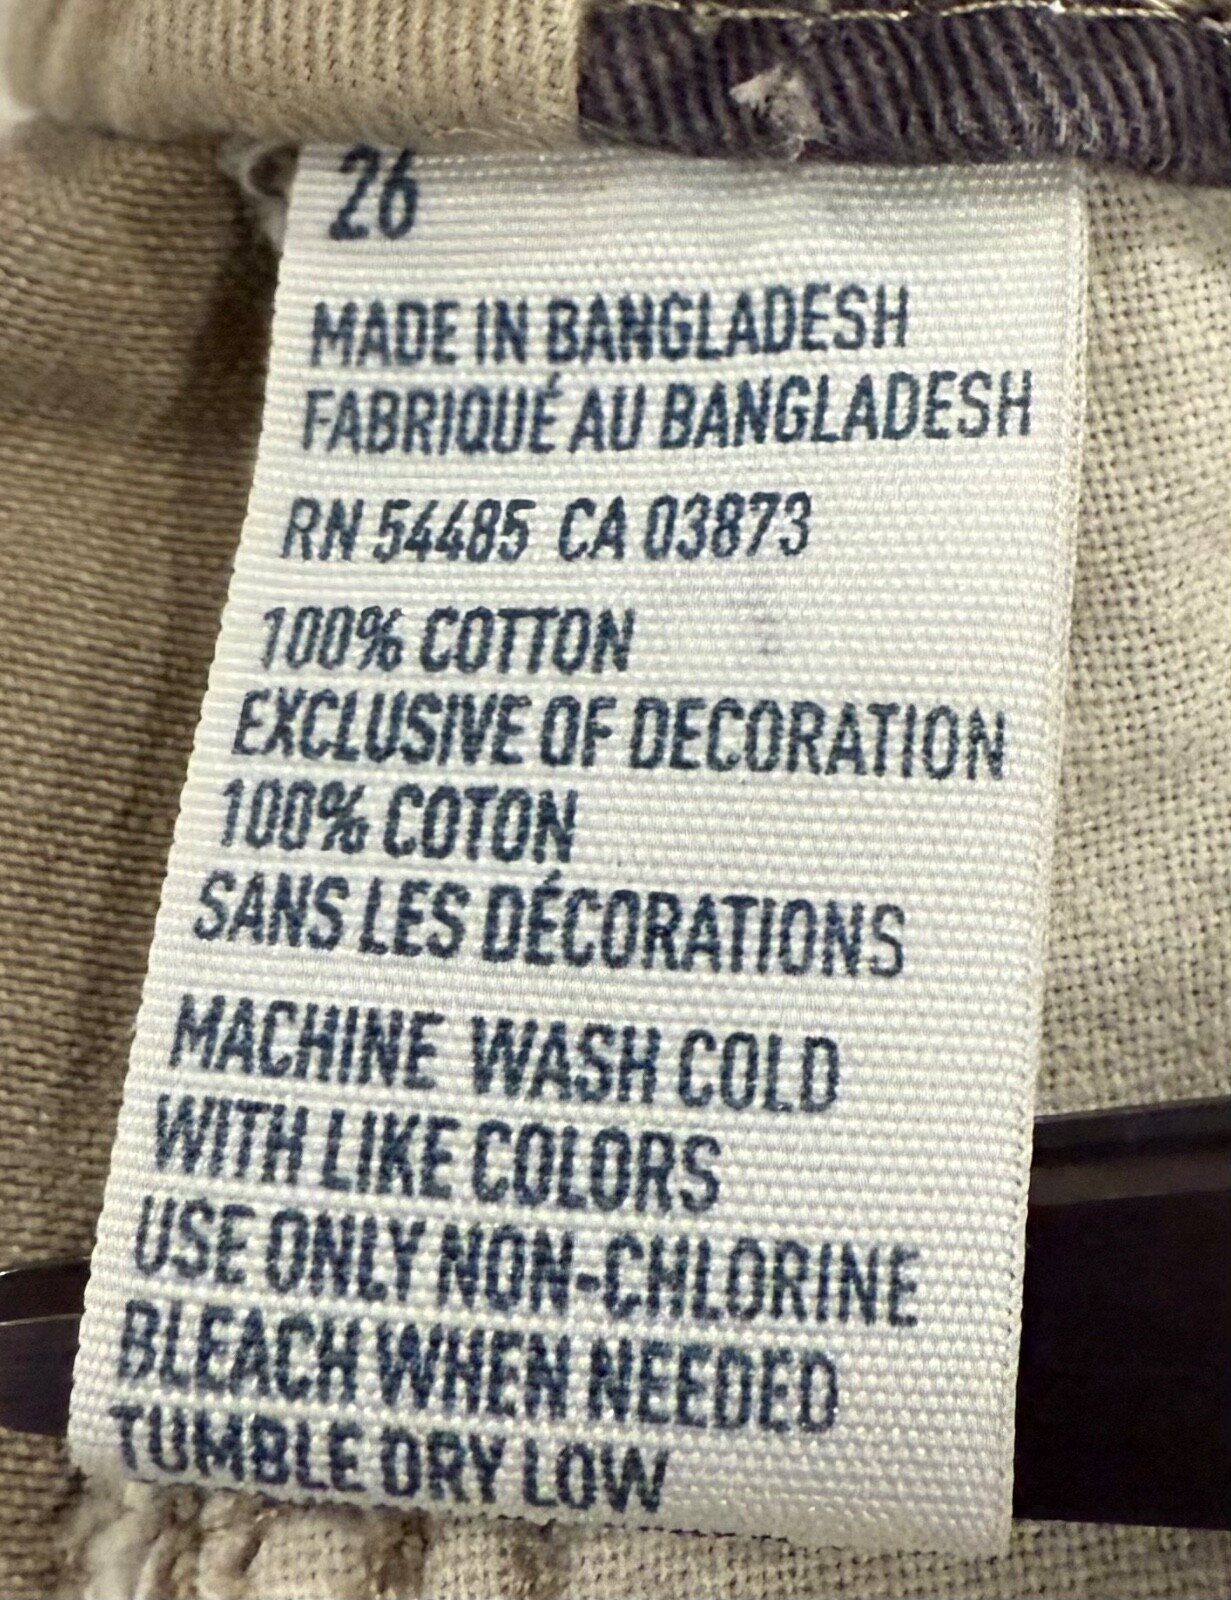 26
MADE IN BANGLADESH
FABRIQUÉ AU BANGLADESH
RN 54485 CA 03873
100% COTTON
EXCLUSIVE OF DECORATION
100% COTON
SANS LES DÉCORATIONS
MACHINE WASH COLD
WITH LIKE COLORS
USE ONLY NON-CHLORINE
BLEACH WHEN NEEDED
TUMBLE DRY LOW